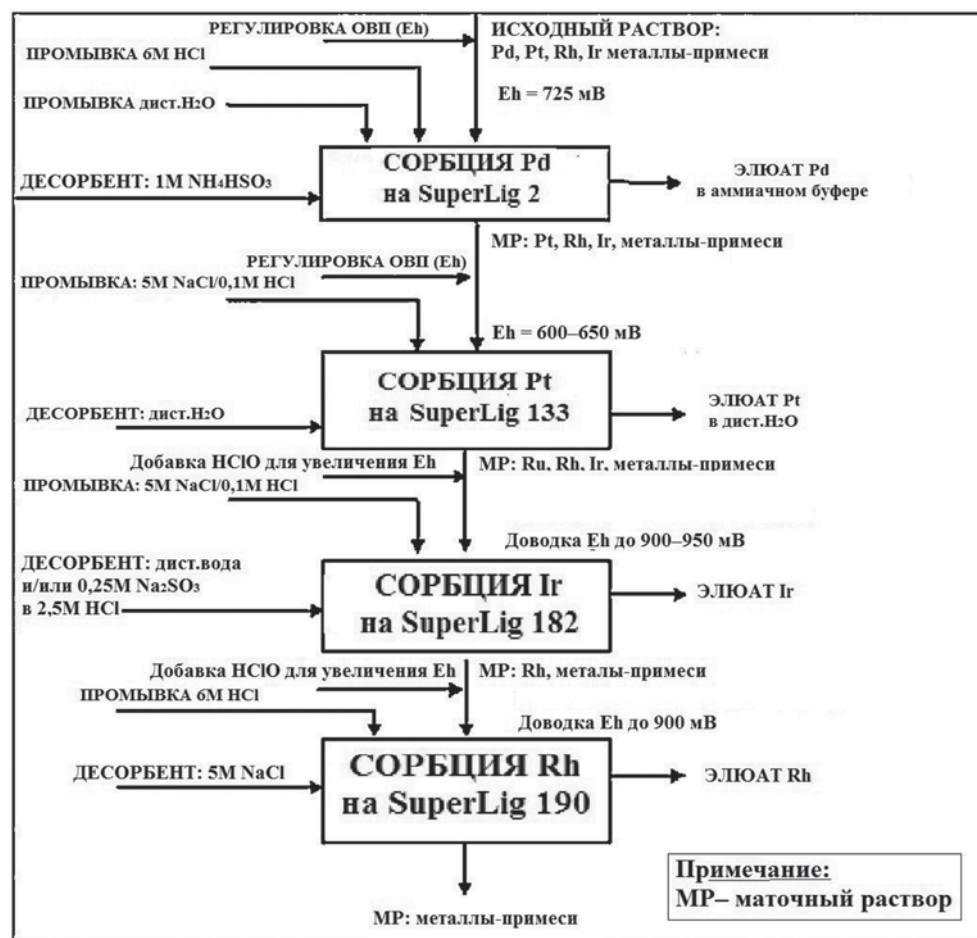 РЕГУЛИРОВКА ОВП (Eh)
ИСХОДНЫЙ РАСТВОР:
Pd, Pt, Rh, Ir металлы-примеси
ПРОМЫВКА 6М HCl
Eh = 725 мВ
ПРОМЫВКА дист.H2O
СОРБЦИЯ Pd
на SuperLig 2
ДЕСОРБЕНТ: 1М NH4HSO3
ЭЛЮАТ Pd
в аммиачном буфере
МР: Pt, Rh, Ir, металлы-примеси
РЕГУЛИРОВКА ОВП (Eh)
ПРОМЫВКА: 5М NaCl/0,1М HCl
Eh = 600–650 мВ
СОРБЦИЯ Pt
на SuperLig 133
ДЕСОРБЕНТ: дист.H2O
ЭЛЮАТ Pt
в дист.H2O
Добавка HClO для увеличения Eh
МР: Ru, Rh, Ir, металлы-примеси
ПРОМЫВКА: 5М NaCl/0,1М HCl
Доводка Eh до 900–950 мВ
ДЕСОРБЕНТ: дист.вода
и/или 0,25М Na2SO3
в 2,5М HCl
СОРБЦИЯ Ir
на SuperLig 182
ЭЛЮАТ Ir
Добавка HClO для увеличения Eh
МР: Rh, металы-примеси
ПРОМЫВКА 6М HCl
Доводка Eh до 900 мВ
СОРБЦИЯ Rh
на SuperLig 190
ДЕСОРБЕНТ: 5М NaCl
ЭЛЮАТ Rh
МР: металлы-примеси
Примечание:
МР– маточный раствор